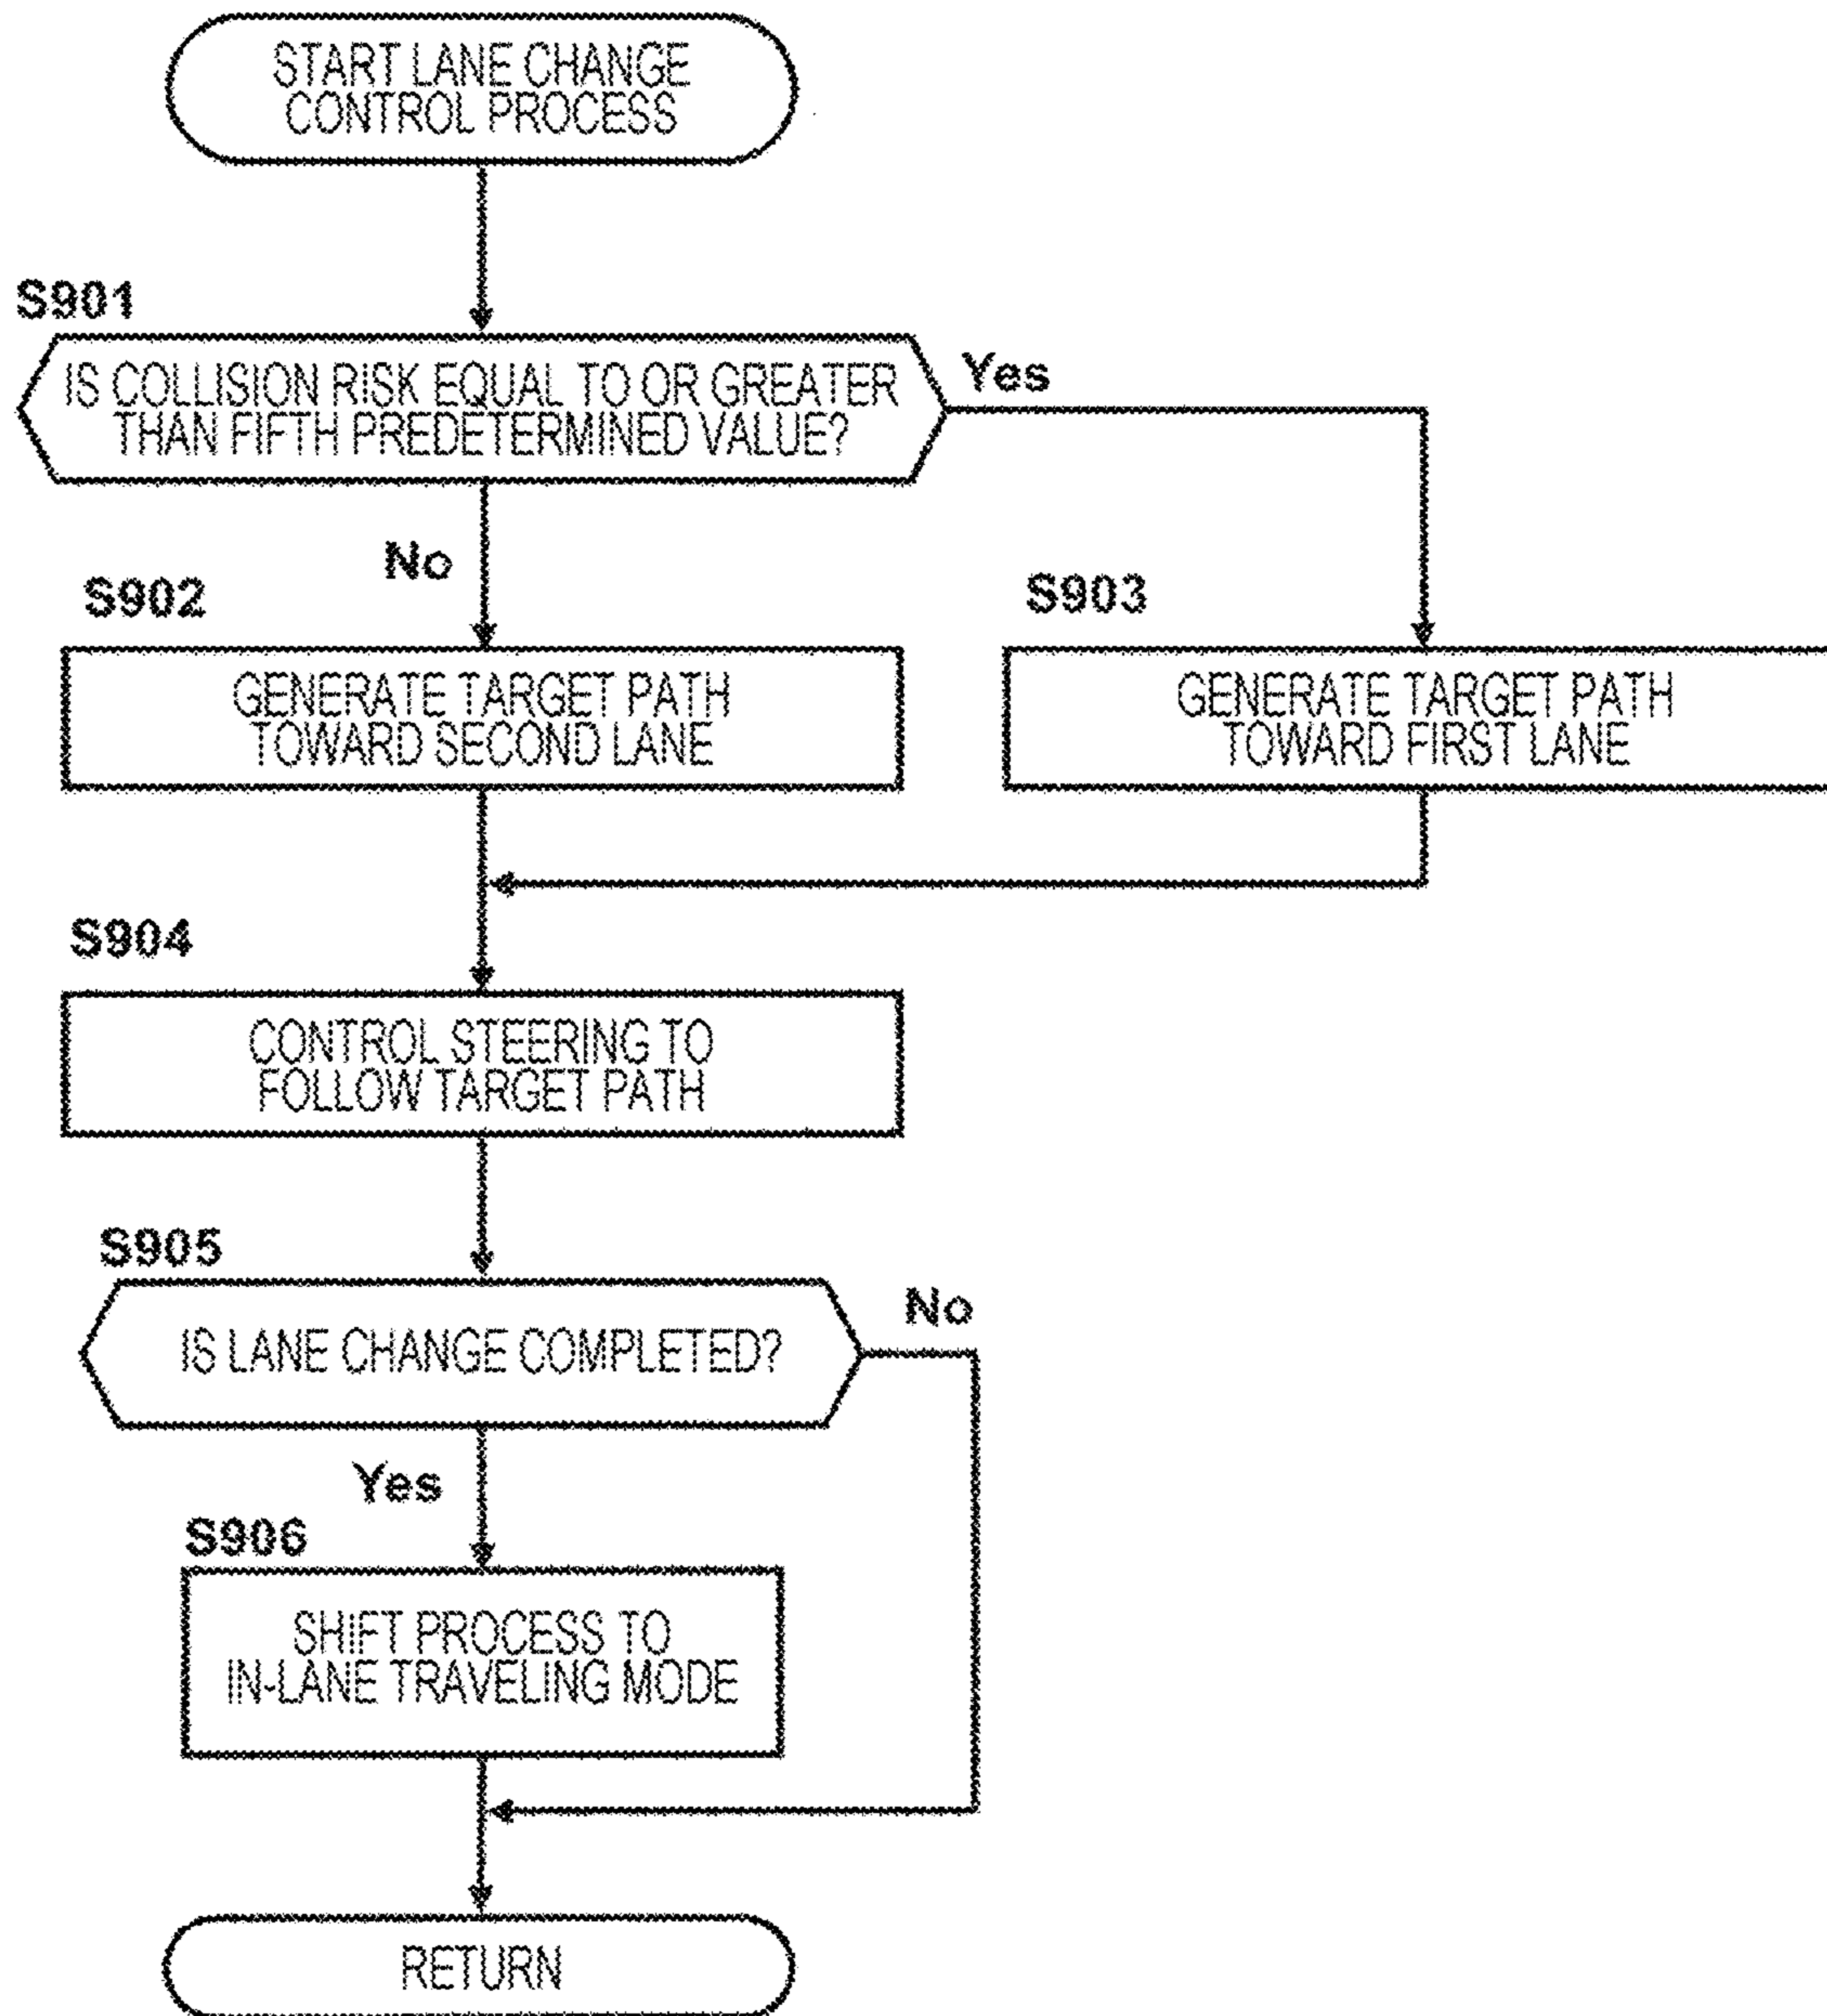 START LANE CHANGE
CONTROL PROCESS
S901
IS COLLISION RISK EQUAL TO OR GREATER
THAN FIFTH PREDETERMINED VALUE?
Yes
No
S902
GENERATE TARGET PATH
TOWARD SECOND LANE
S903
GENERATE TARGET PATH
TOWARD FIRST LANE
S904
CONTROL STEERING TO
FOLLOW TARGET PATH
S905
IS LANE CHANGE COMPLETED?
No
Yes
S906
SHIFT PROCESS TO
IN-LANE TRAVELING MODE
RETURN